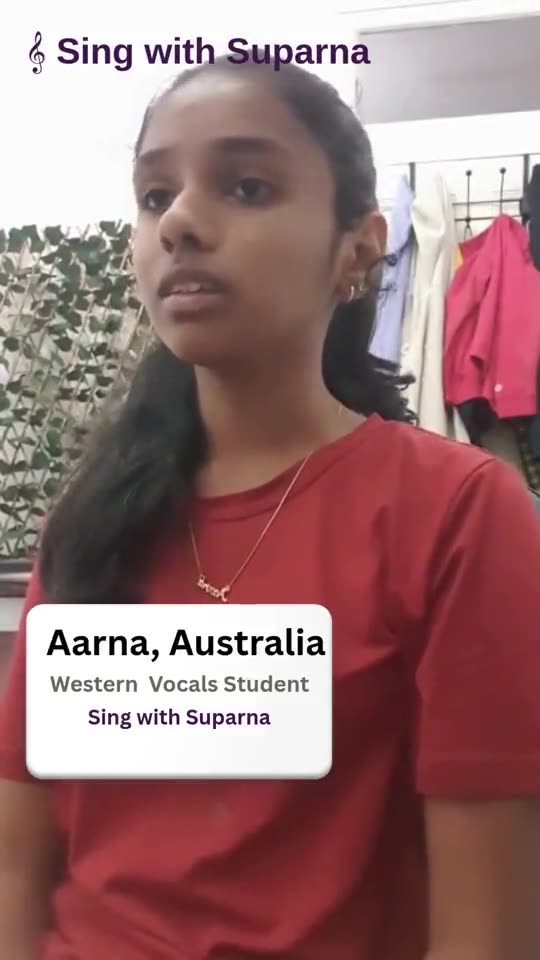 Sing with Suparna
Aarna, Australia
Western Vocals Student
Sing with Suparna